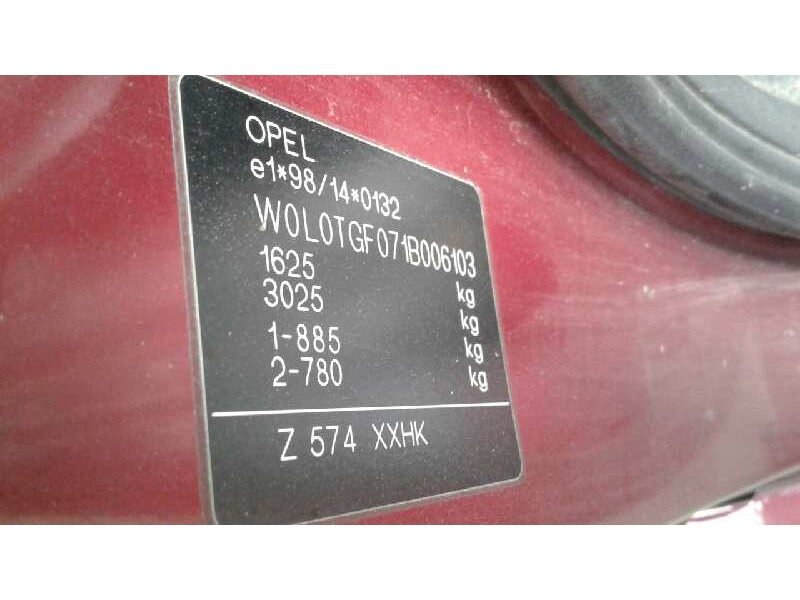 OPEL
e1*98/14*0132
W0L0TGF071B006103
1625 kg
3025 kg
1-885 kg
2-780 kg
Z 574 XXHK